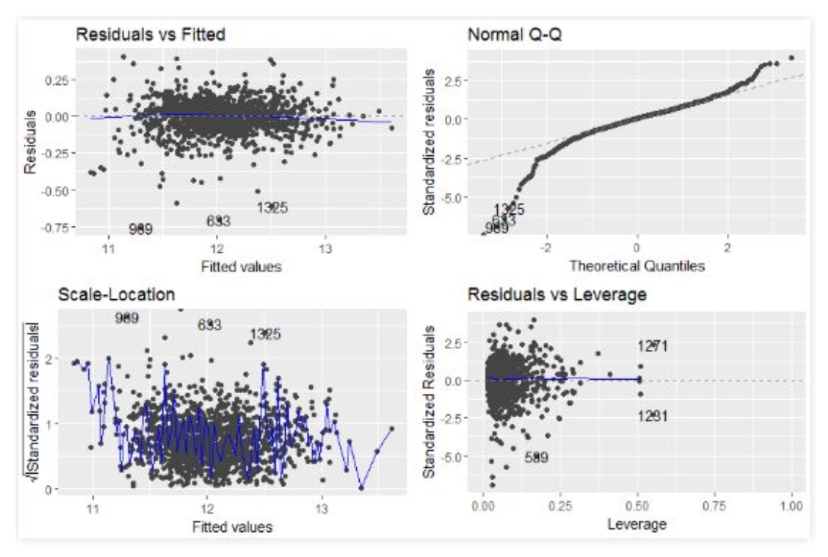 Residuals vs Fitted
0.25
0.00
-0.25
-0.50
-0.75
Residuals
1325
633
989
11 12 13
Fitted values
Normal Q-Q
2.5
0.0
-2.5
-5.0
Standardized residuals
1325
633
989
-2 0 2
Theoretical Quantiles
Scale-Location
2
1
0
√|Standardized residuals|
989
633
1325
11 12 13
Fitted values
Residuals vs Leverage
2.5
0.0
-2.5
-5.0
Standardized Residuals
1271
1231
589
0.00 0.25 0.50 0.75 1.00
Leverage